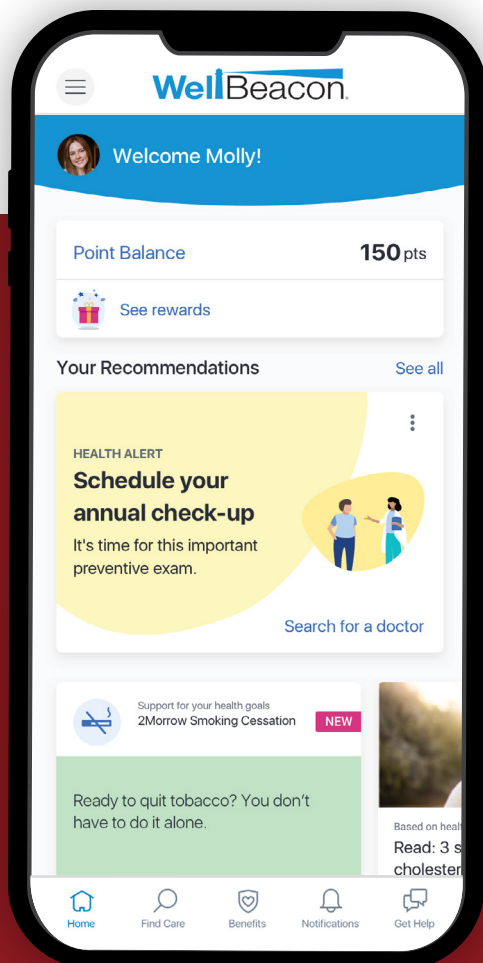 WellBeacon.
Welcome Molly!
Point Balance
150 pts
See rewards
Your Recommendations
See all
HEALTH ALERT
Schedule your
annual check-up
It's time for this important
preventive exam.
Search for a doctor
Support for your health goals
2Morrow Smoking Cessation
NEW
Ready to quit tobacco? You don't
have to do it alone.
Based on
Read: 3
Home
Find Care
Benefits
Notifications
Get Help